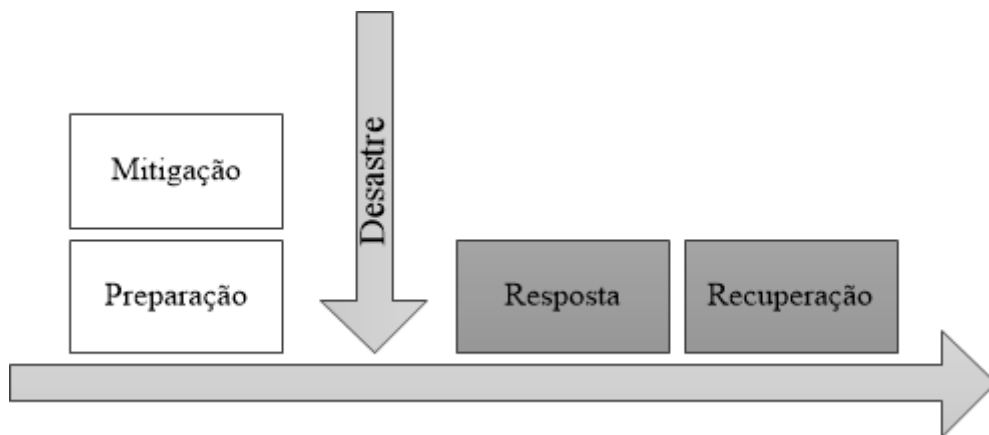 Mitigação
Preparação
Desastre
Resposta
Recuperação